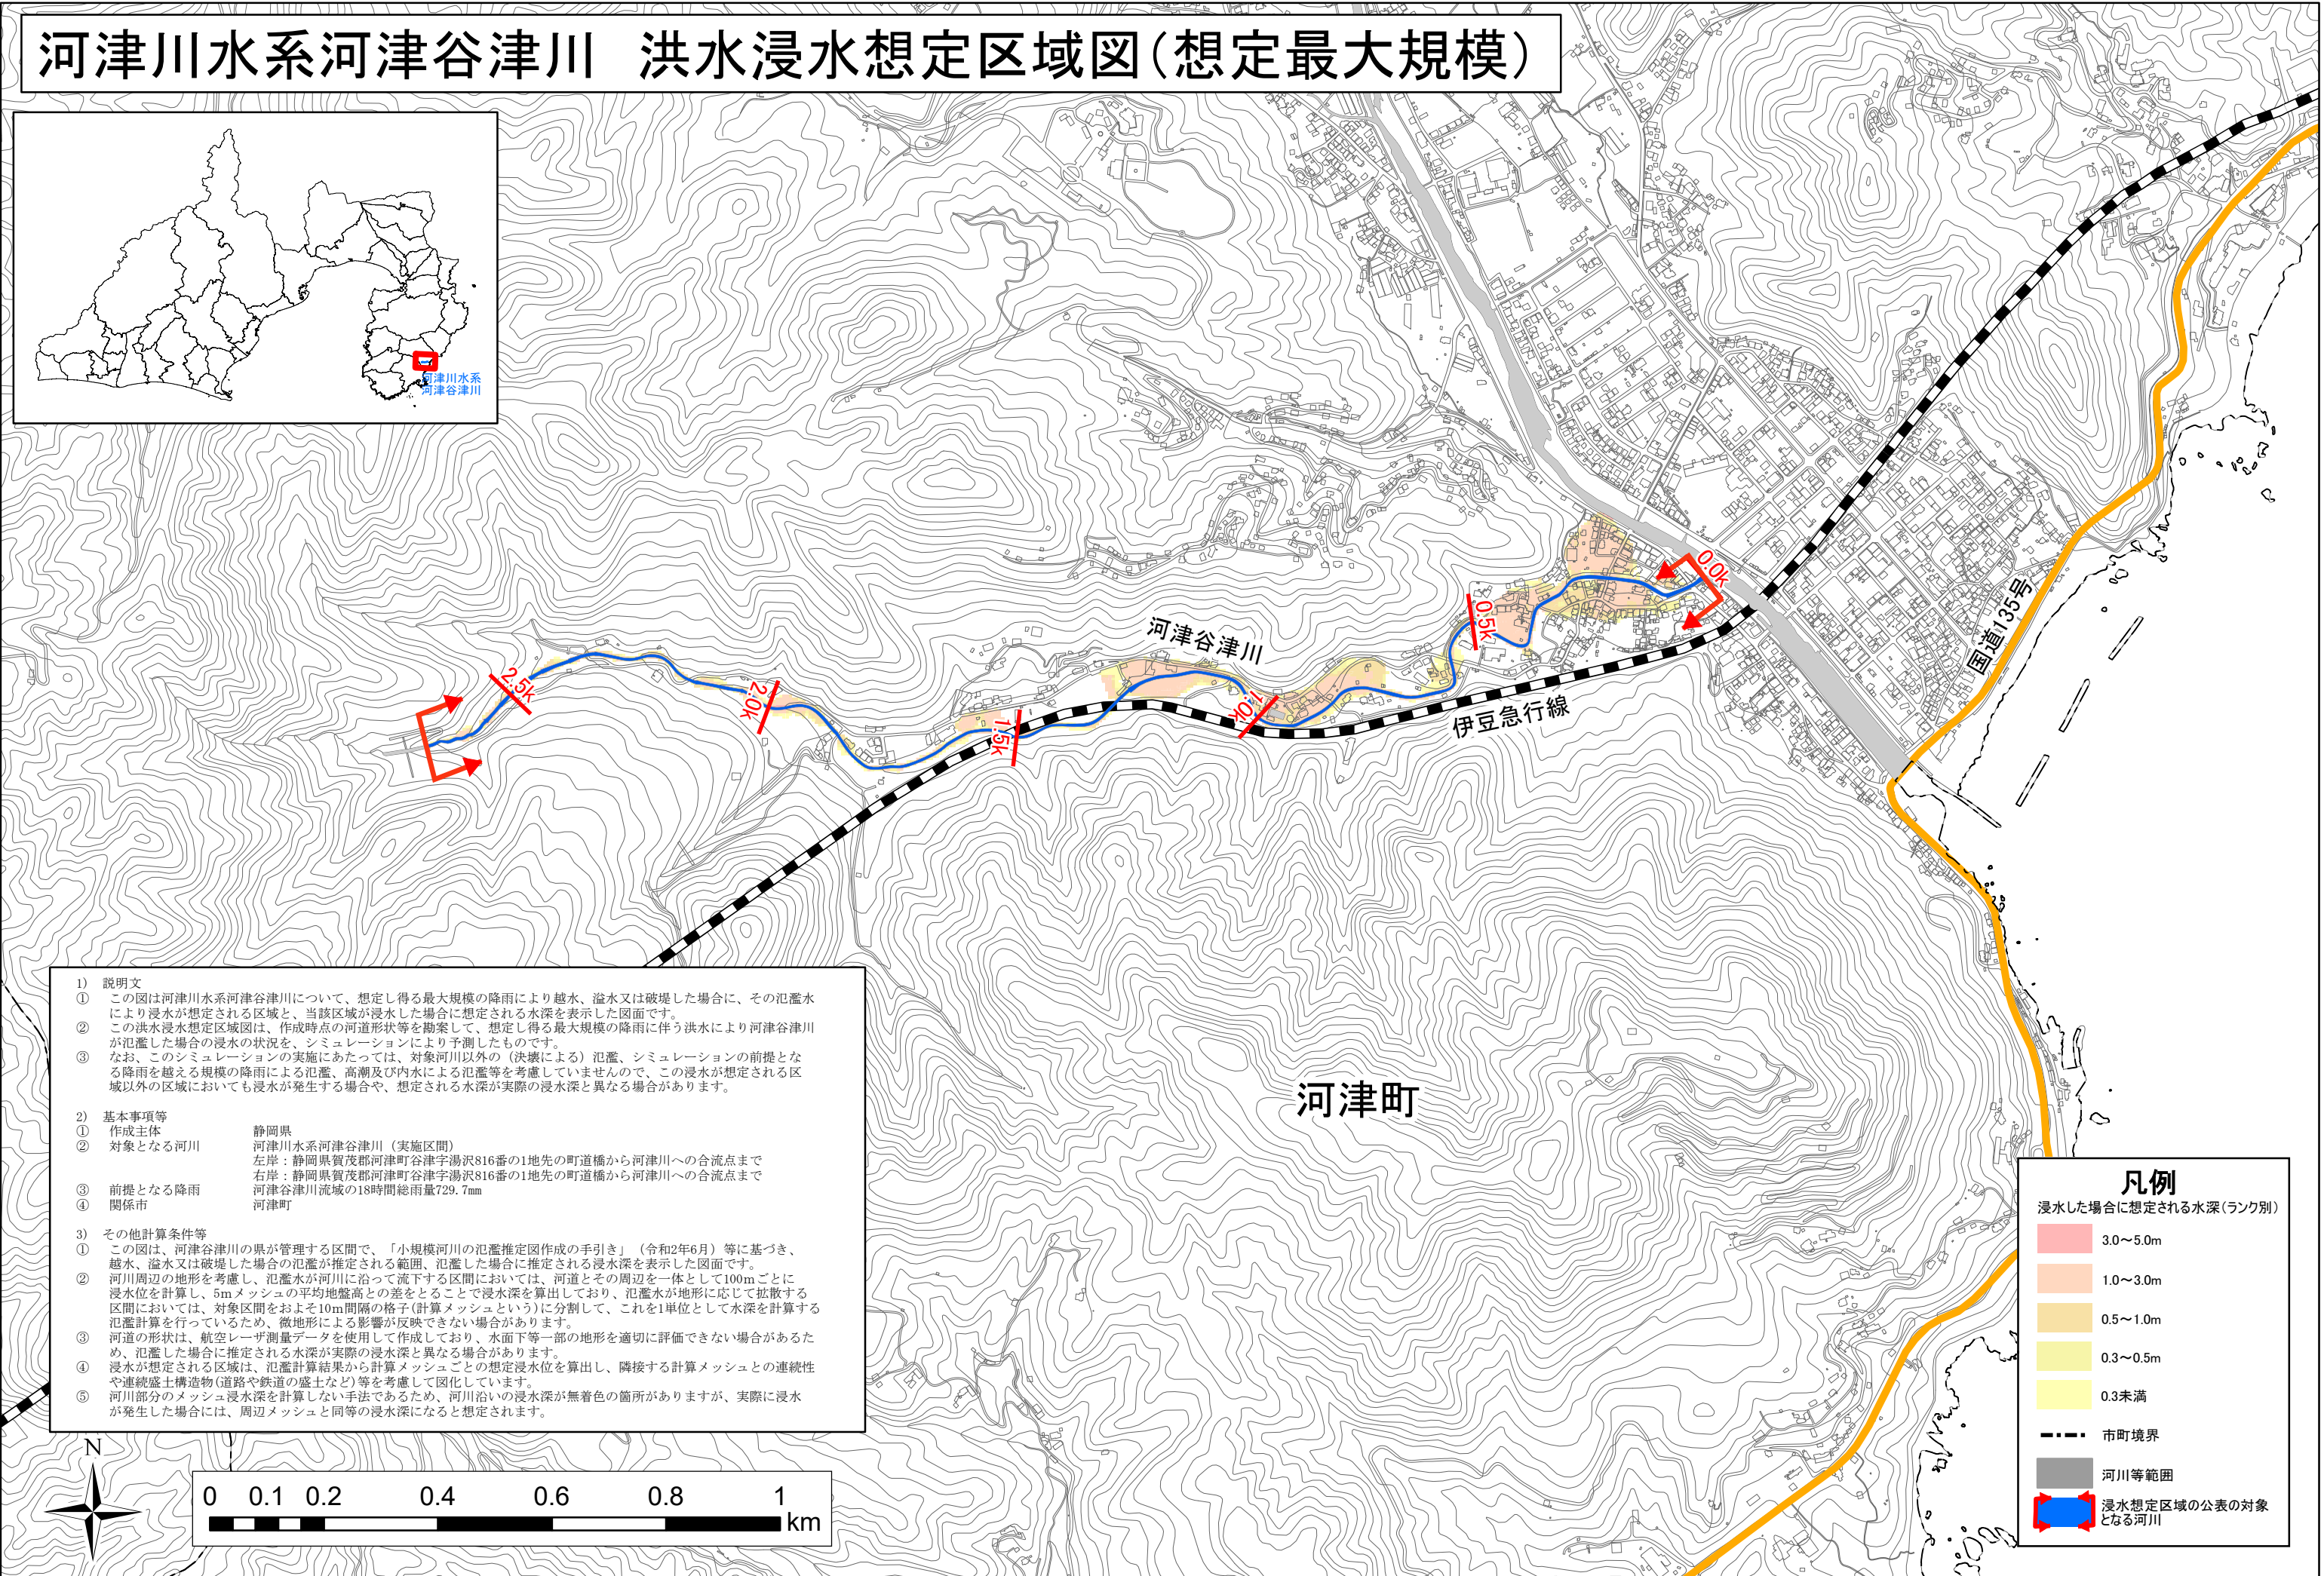 河津川水系河津谷津川　洪水浸水想定区域図(想定最大規模)
河津川水系
河津谷津川
0.0k
0.5k
1.0k
1.5k
2.0k
2.5k
河津谷津川
伊豆急行線
国道135号
河津町
1)　説明文
①　この図は河津川水系河津谷津川について、想定し得る最大規模の降雨により越水、溢水又は破堤した場合に、その氾濫水
により浸水が想定される区域と、当該区域が浸水した場合に想定される水深を表示した図面です。
②　この洪水浸水想定区域図は、作成時点の河道形状等を勘案して、想定し得る最大規模の降雨に伴う洪水により河津谷津川
が氾濫した場合の浸水の状況を、シミュレーションにより予測したものです。
③　なお、このシミュレーションの実施にあたっては、対象河川以外の（決壊による）氾濫、シミュレーションの前提とな
る降雨を越える規模の降雨による氾濫、高潮及び内水による氾濫等を考慮していませんので、この浸水が想定される区
域以外の区域においても浸水が発生する場合や、想定される水深が実際の浸水深と異なる場合があります。
2)　基本事項等
①　作成主体　静岡県
②　対象となる河川　河津川水系河津谷津川（実施区間）
左岸：静岡県賀茂郡河津町谷津字湯沢816番の1地先の町道橋から河津川への合流点まで
右岸：静岡県賀茂郡河津町谷津字湯沢816番の1地先の町道橋から河津川への合流点まで
③　前提となる降雨　河津谷津川流域の18時間総雨量729.7㎜
④　関係市　河津町
3)　その他計算条件等
①　この図は、河津谷津川の県が管理する区間で、「小規模河川の氾濫推定図作成の手引き」（令和2年6月）等に基づき、
越水、溢水又は破堤した場合の氾濫が推定される範囲、氾濫した場合に推定される浸水深を表示した図面です。
②　河川周辺の地形を考慮し、氾濫水が河川に沿って流下する区間においては、河道とその周辺を一体として100mごとに
浸水位を計算し、5mメッシュの平均地盤高との差をとることで浸水深を算出しており、氾濫水が地形に応じて拡散する
区間においては、対象区間をおよそ10m間隔の格子(計算メッシュという)に分割して、これを1単位として水深を計算する
氾濫計算を行っているため、微地形による影響が反映できない場合があります。
③　河道の形状は、航空レーザ測量データを使用して作成しており、水面下等一部の地形を適切に評価できない場合があるた
め、氾濫した場合に推定される水深が実際の浸水深と異なる場合があります。
④　浸水が想定される区域は、氾濫計算結果から計算メッシュごとの想定浸水位を算出し、隣接する計算メッシュとの連続性
や連続盛土構造物(道路や鉄道の盛土など)等を考慮して図化しています。
⑤　河川部分のメッシュ浸水深を計算しない手法であるため、河川沿いの浸水深が無着色の箇所がありますが、実際に浸水
が発生した場合には、周辺メッシュと同等の浸水深になると想定されます。
N
0 0.1 0.2 0.4 0.6 0.8 1
km
凡例
浸水した場合に想定される水深(ランク別)
3.0～5.0m
1.0～3.0m
0.5～1.0m
0.3～0.5m
0.3未満
市町境界
河川等範囲
浸水想定区域の公表の対象
となる河川